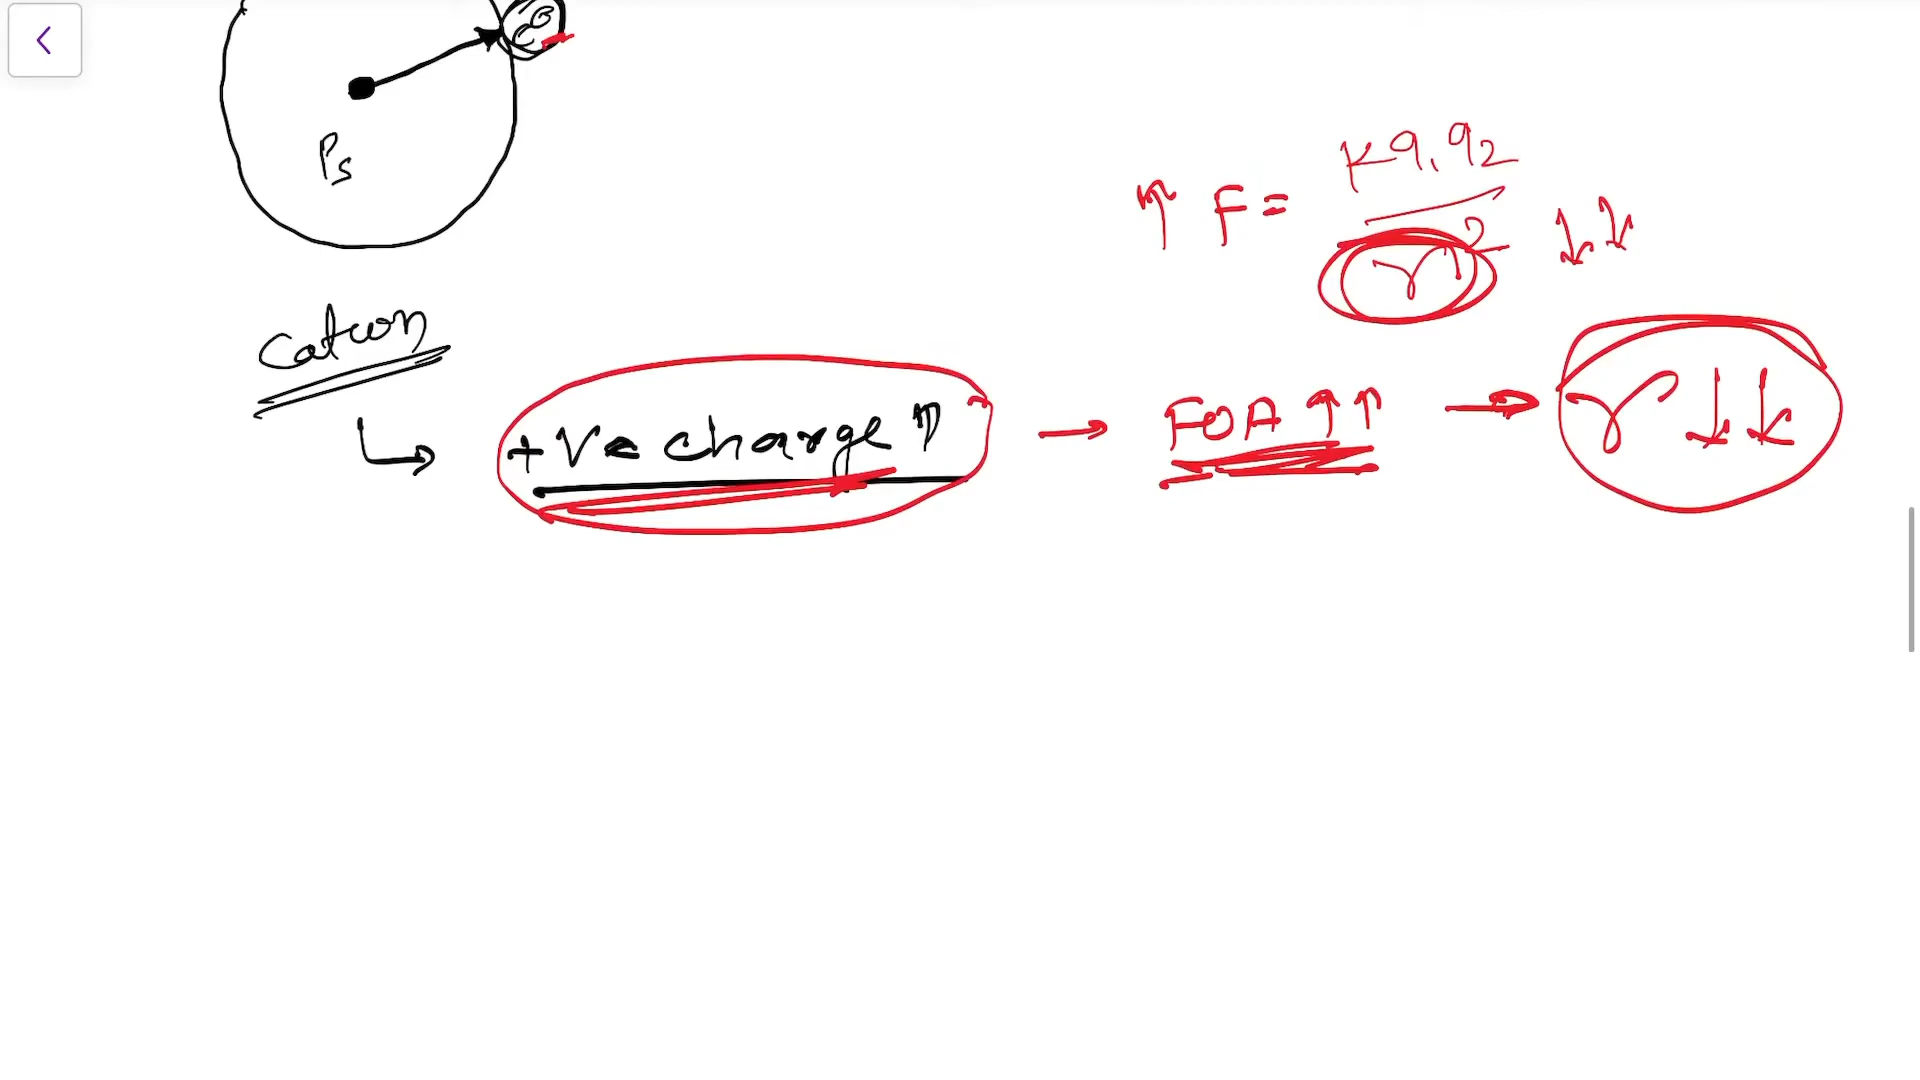 Ps
↑ F = Kq1q2 / r² ↓↓
Cation
↳ +ve charge ↑ → FOA ↑↑ → r ↓↓